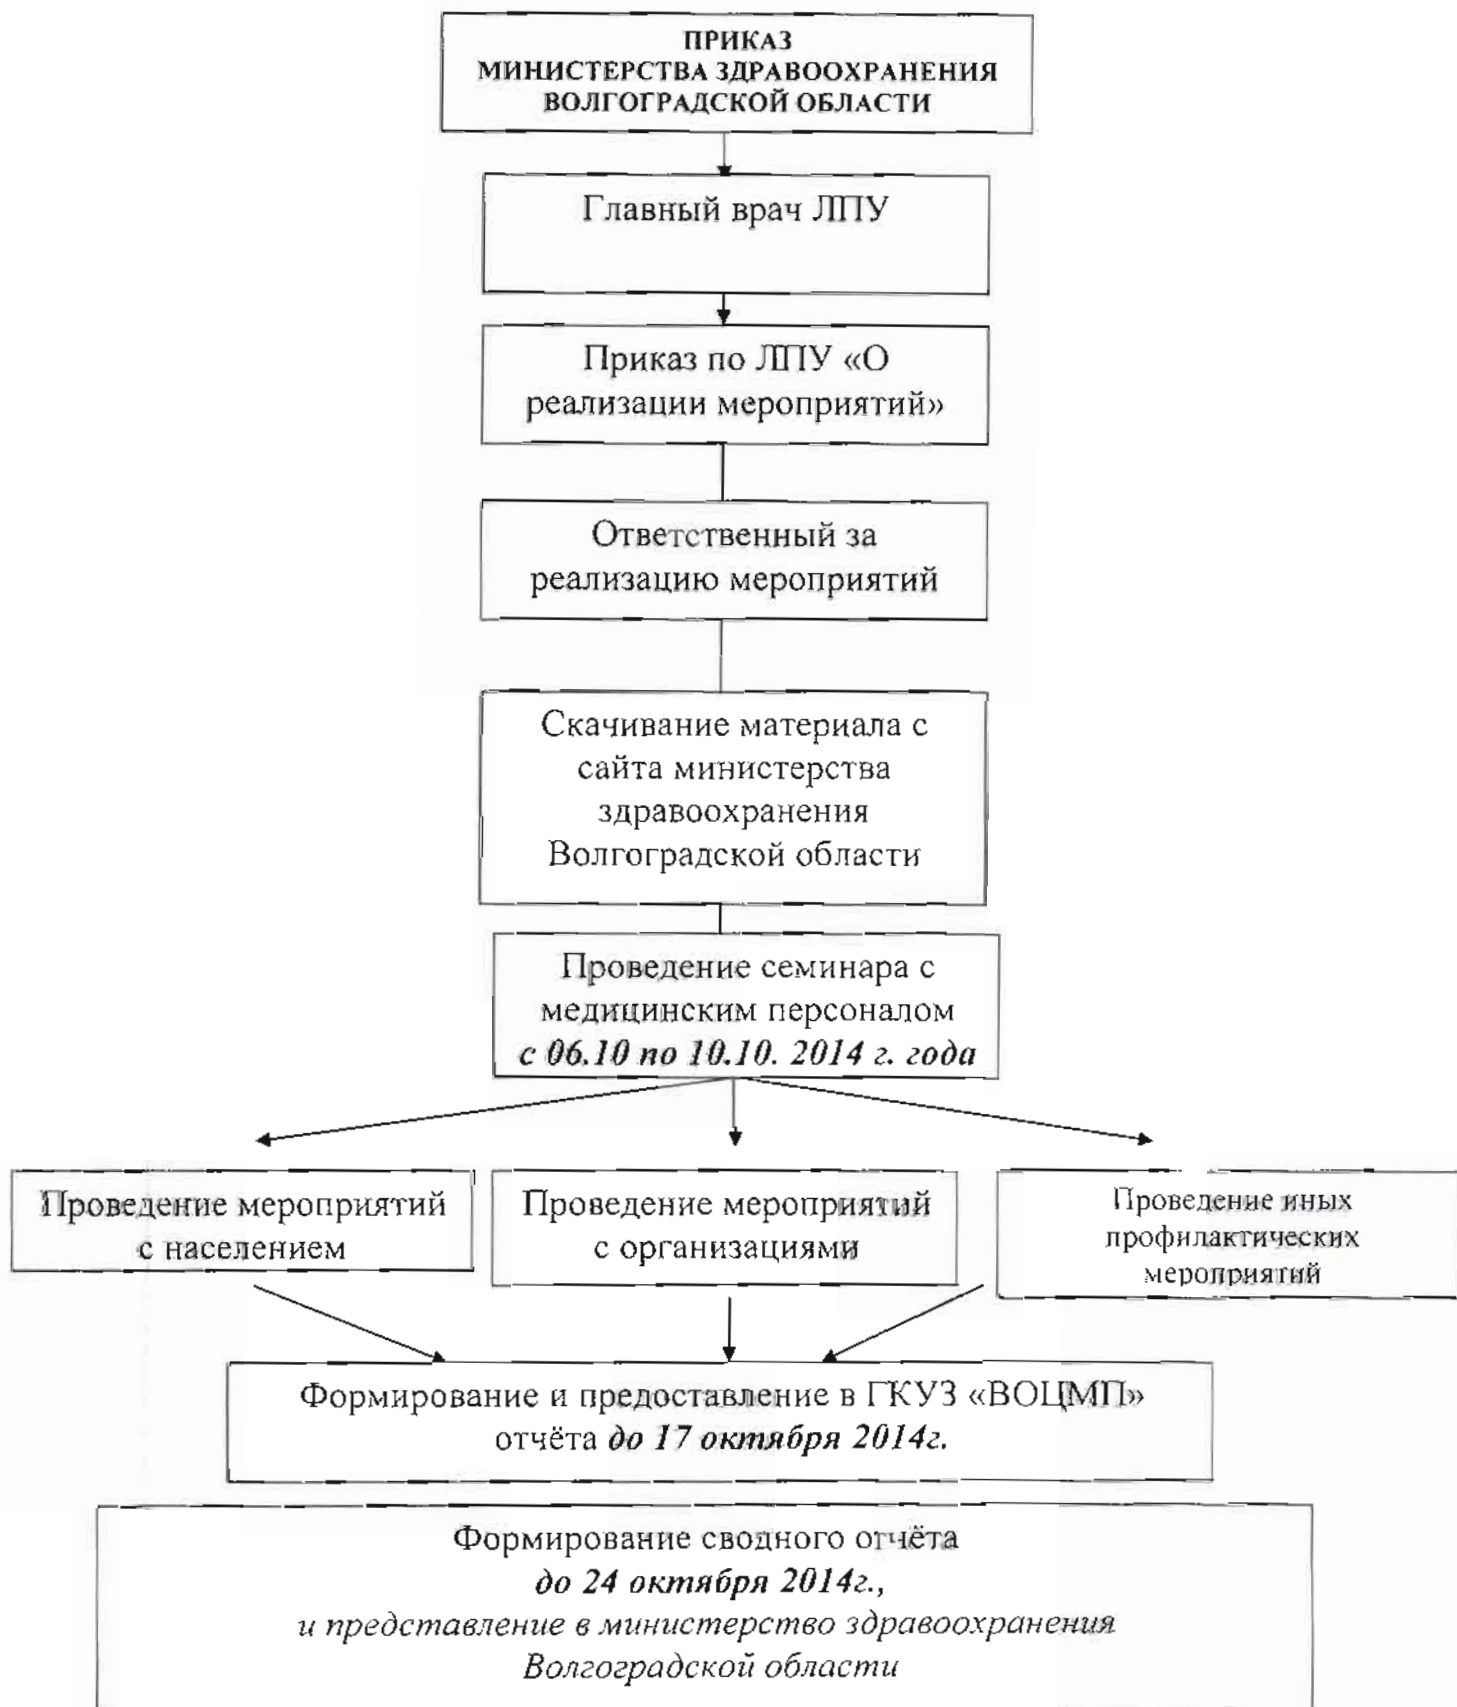 ПРИКАЗ
МИНИСТЕРСТВА ЗДРАВООХРАНЕНИЯ
ВОЛГОГРАДСКОЙ ОБЛАСТИ
Главный врач ЛПУ
Приказ по ЛПУ «О
реализации мероприятий»
Ответственный за
реализацию мероприятий
Скачивание материала с
сайта министерства
здравоохранения
Волгоградской области
Проведение семинара с
медицинским персоналом
с 06.10 по 10.10. 2014 г. года
Проведение мероприятий
с населением
Проведение мероприятий
с организациями
Проведение иных
профилактических
мероприятий
Формирование и предоставление в ГКУЗ «ВОЦМП»
отчёта до 17 октября 2014г.
Формирование сводного отчёта
до 24 октября 2014г.,
и представление в министерство здравоохранения
Волгоградской области